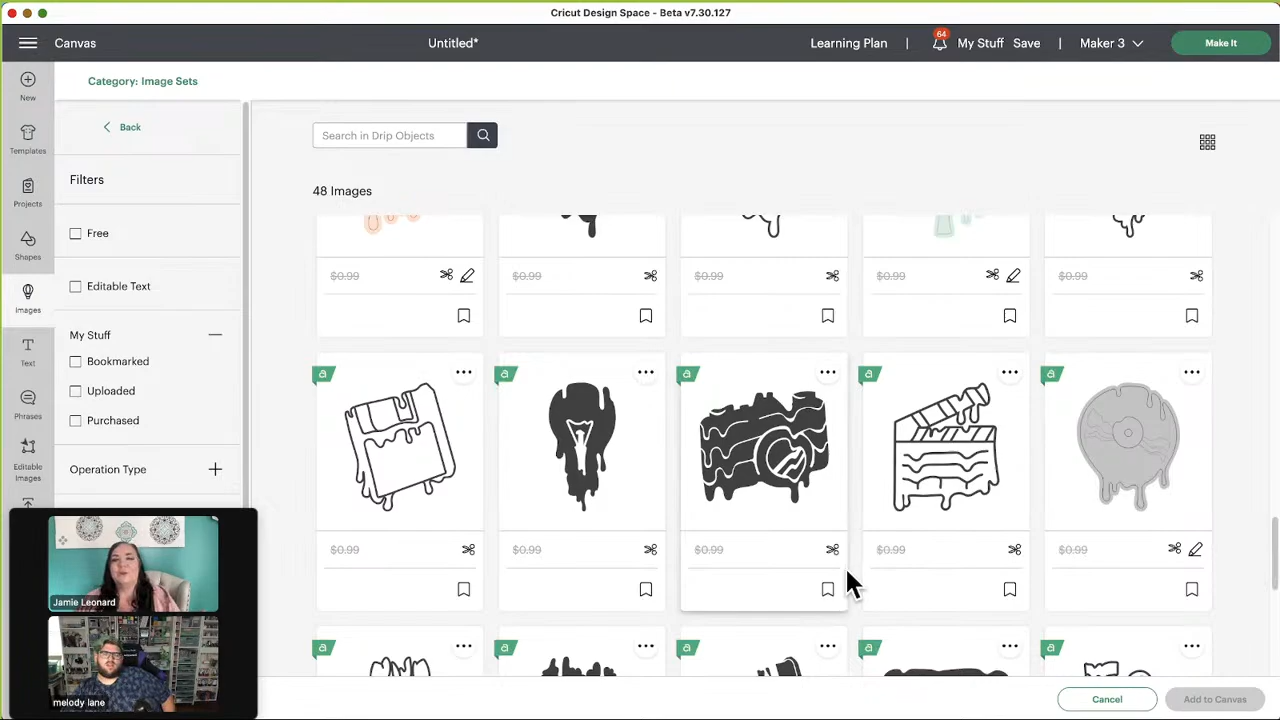 Cricut Design Space - Beta v7.30.127
Canvas
Untitled*
Learning Plan | 64 My Stuff Save | Maker 3 Make It
New
Templates
Projects
Shapes
Images
Text
Phrases
Editable Images
Category: Image Sets
Back
Filters
Free
Editable Text
My Stuff
Bookmarked
Uploaded
Purchased
Operation Type
Search in Drip Objects
48 Images
$0.99 $0.99 $0.99 $0.99 $0.99
a a a a a
$0.99 $0.99 $0.99 $0.99 $0.99
a a a a a
Jamie Leonard
melody lane
Cancel Add to Canvas